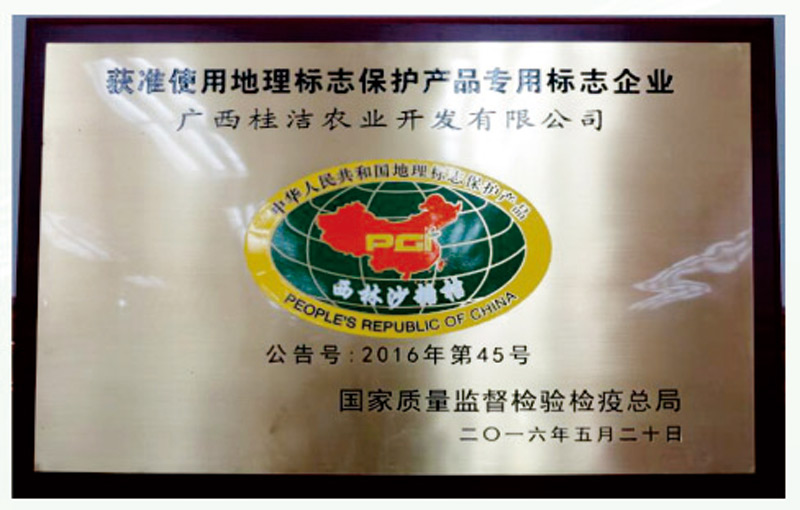 获准使用地理标志保护产品专用标志企业
广西桂洁农业开发有限公司
中华人民共和国地理标志保护产品
PGI
西林沙糖桔
PEOPLE'S REPUBLIC OF CHINA
公告号:2016年第45号
国家质量监督检验检疫总局
二〇一六年五月二十日